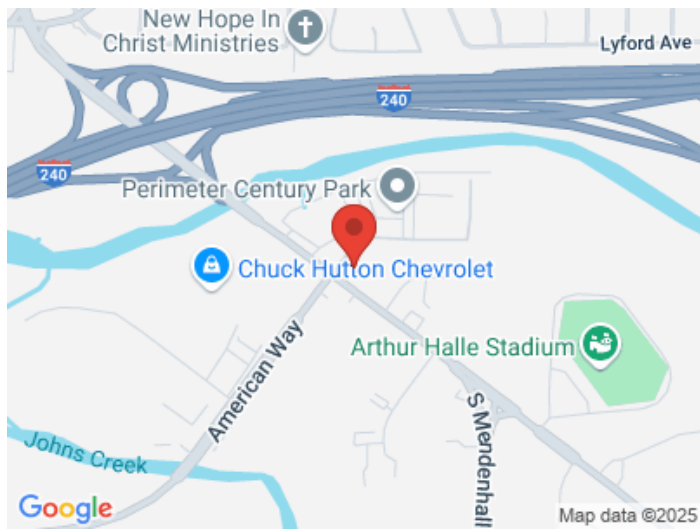 New Hope In
Christ Ministries
Lyford Ave
240
240
Perimeter Century Park
Chuck Hutton Chevrolet
American Way
Arthur Halle Stadium
S Mendenhall
Johns Creek
Google
Map data ©2025